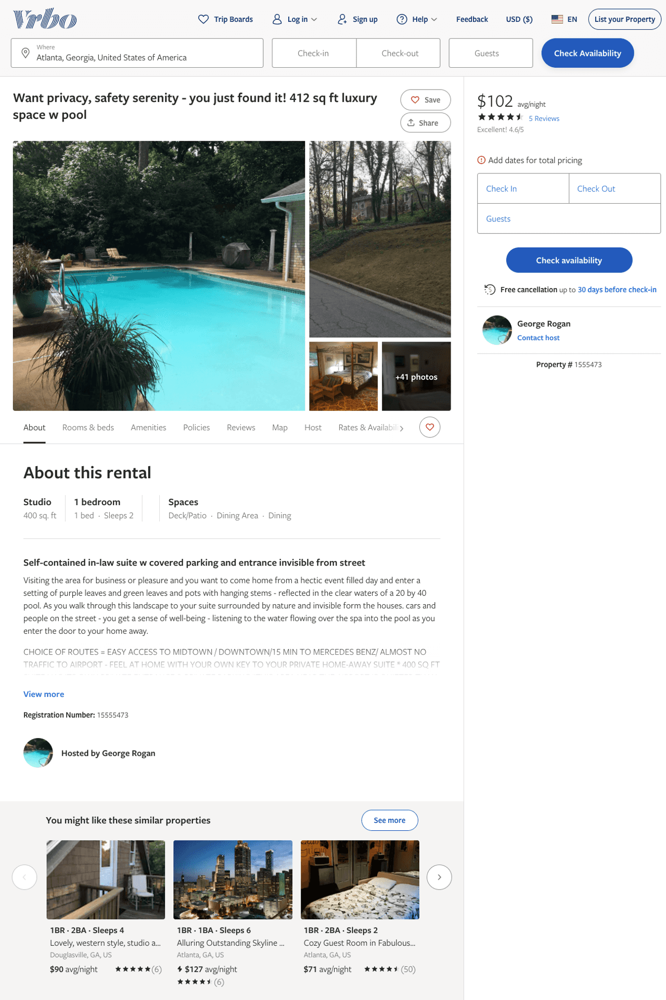 Vrbo
Trip Boards
Log in
Sign up
Help
Feedback
USD ($)
EN
List your Property
Where
Atlanta, Georgia, United States of America
Check-in
Check-out
Guests
Check Availability
Want privacy, safety serenity - you just found it! 412 sq ft luxury
space w pool
Save
Share
+41 photos
$102 avg/night
5 Reviews
Excellent! 4.6/5
Add dates for total pricing
Check In
Check Out
Guests
Check availability
Free cancellation up to 30 days before check-in
George Rogan
Contact host
Property # 1555473
About
Rooms & beds
Amenities
Policies
Reviews
Map
Host
Rates & Availabili
About this rental
Studio
400 sq. ft
1 bedroom
1 bed · Sleeps 2
Spaces
Deck/Patio · Dining Area · Dining
Self-contained in-law suite w covered parking and entrance invisible from street
Visiting the area for business or pleasure and you want to come home from a hectic event filled day and enter a
setting of purple leaves and green leaves and pots with hanging stems - reflected in the clear waters of a 20 by 40
pool. As you walk through this landscape to your suite surrounded by nature and invisible form the houses. cars and
people on the street - you get a sense of well-being - listening to the water flowing over the spa into the pool as you
enter the door to your home away.
CHOICE OF ROUTES = EASY ACCESS TO MIDTOWN / DOWNTOWN/15 MIN TO MERCEDES BENZ/ ALMOST NO
TRAFFIC TO AIRPORT - FEEL AT HOME WITH YOUR OWN KEY TO YOUR PRIVATE HOME-AWAY SUITE * 400 SQ FT
View more
Registration Number: 15555473
Hosted by George Rogan
You might like these similar properties
See more
1BR · 2BA · Sleeps 4
Lovely, western style, studio a...
Douglasville, GA, US
$90 avg/night
(6)
1BR · 1BA · Sleeps 6
Alluring Outstanding Skyline ...
Atlanta, GA, US
$127 avg/night
(6)
1BR · 2BA · Sleeps 2
Cozy Guest Room in Fabulous...
Atlanta, GA, US
$71 avg/night
(50)